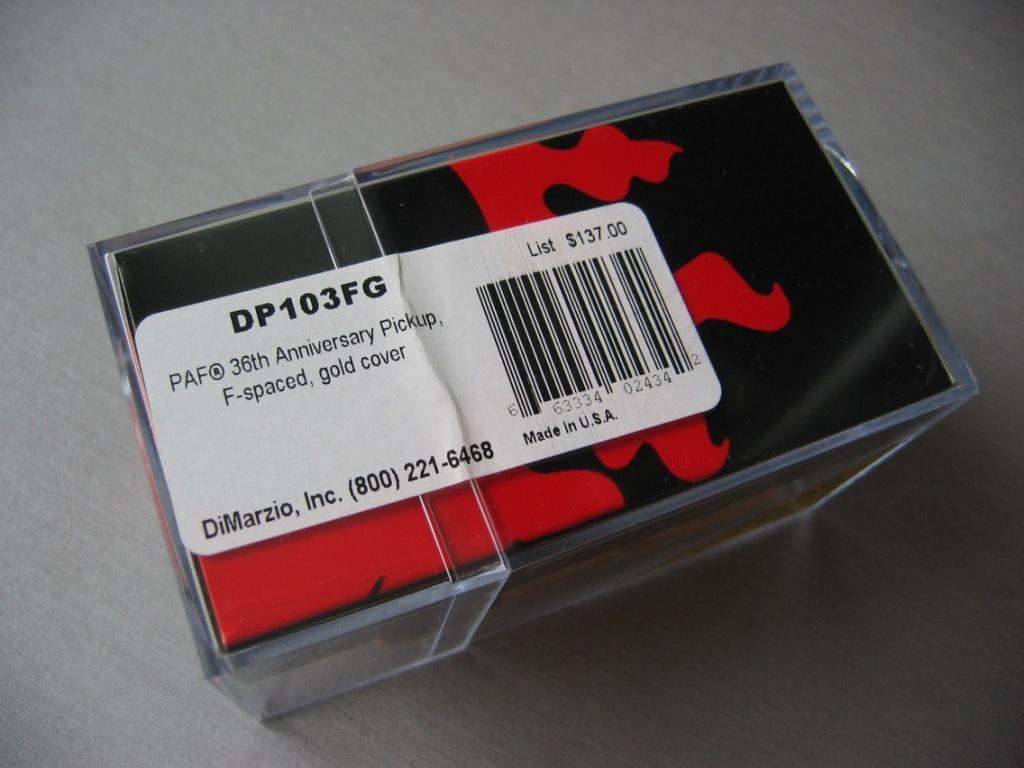 DP103FG
PAF® 36th Anniversary Pickup,
F-spaced, gold cover
DiMarzio, Inc. (800) 221-6468
List $137.00
6 63334 02434 2
Made in U.S.A.